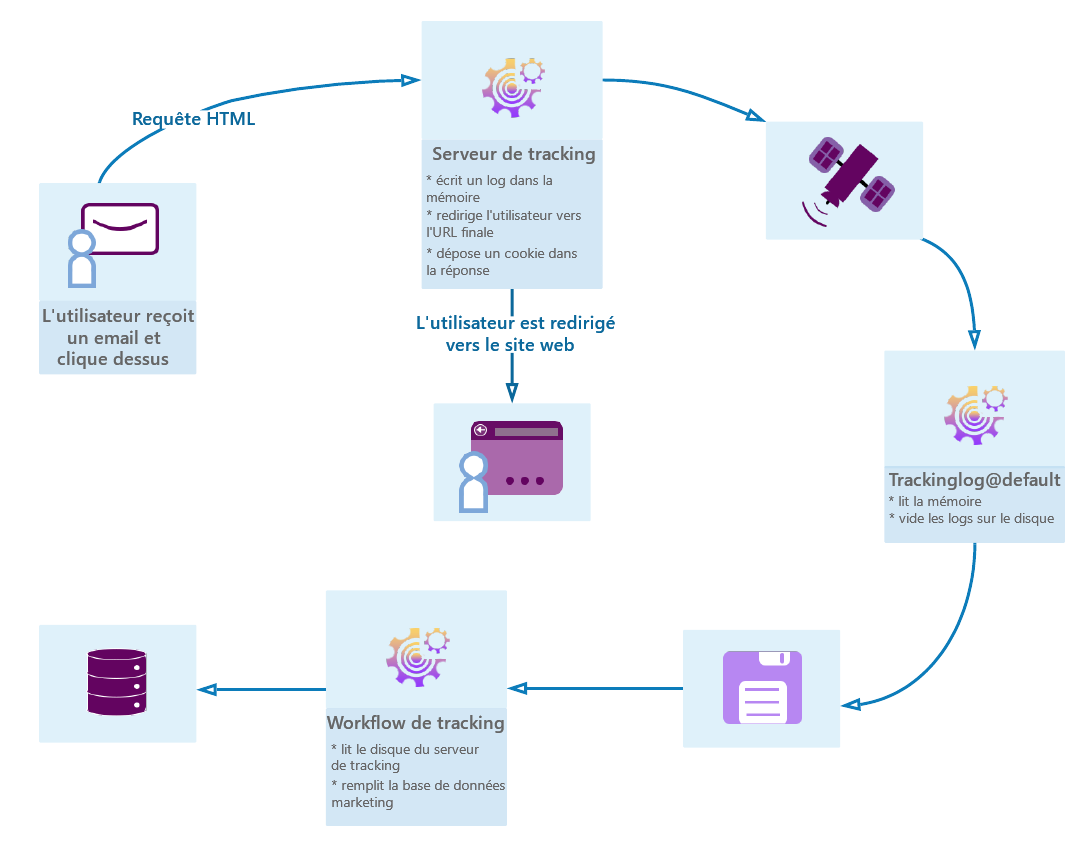 Requête HTML
Serveur de tracking
* écrit un log dans la
mémoire
* redirige l'utilisateur vers
l'URL finale
* dépose un cookie dans
la réponse
L'utilisateur reçoit
un email et
clique dessus
L'utilisateur est redirigé
vers le site web
Trackinglog@default
* lit la mémoire
* vide les logs sur le disque
Workflow de tracking
* lit le disque du serveur
de tracking
* remplit la base de données
marketing